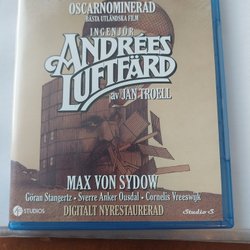 OSCARNOMINERAD
BÄSTA UTLÄNDSKA FILM
INGENJÖR
ANDRÉES
LUFTFÄRD
av JAN TROELL
MAX VON SYDOW
Göran Stangertz - Sverre Anker Ousdal - Cornelis Vreeswijk
DIGITALT NYRESTAURERAD
STUDIOS
Studio S